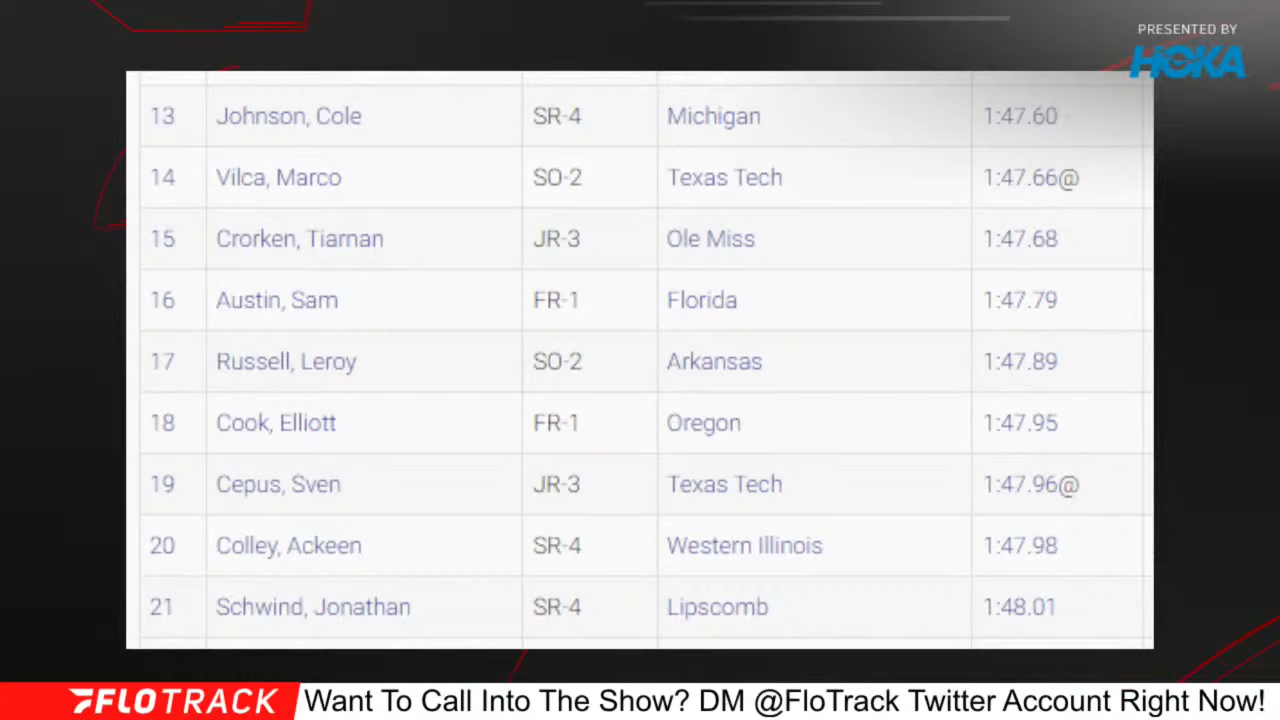 PRESENTED BY
HOKA
13 Johnson, Cole SR-4 Michigan 1:47.60
14 Vilca, Marco SO-2 Texas Tech 1:47.66@
15 Crorken, Tiarnan JR-3 Ole Miss 1:47.68
16 Austin, Sam FR-1 Florida 1:47.79
17 Russell, Leroy SO-2 Arkansas 1:47.89
18 Cook, Elliott FR-1 Oregon 1:47.95
19 Cepus, Sven JR-3 Texas Tech 1:47.96@
20 Colley, Ackeen SR-4 Western Illinois 1:47.98
21 Schwind, Jonathan SR-4 Lipscomb 1:48.01
FLOTRACK Want To Call Into The Show? DM @FloTrack Twitter Account Right Now!